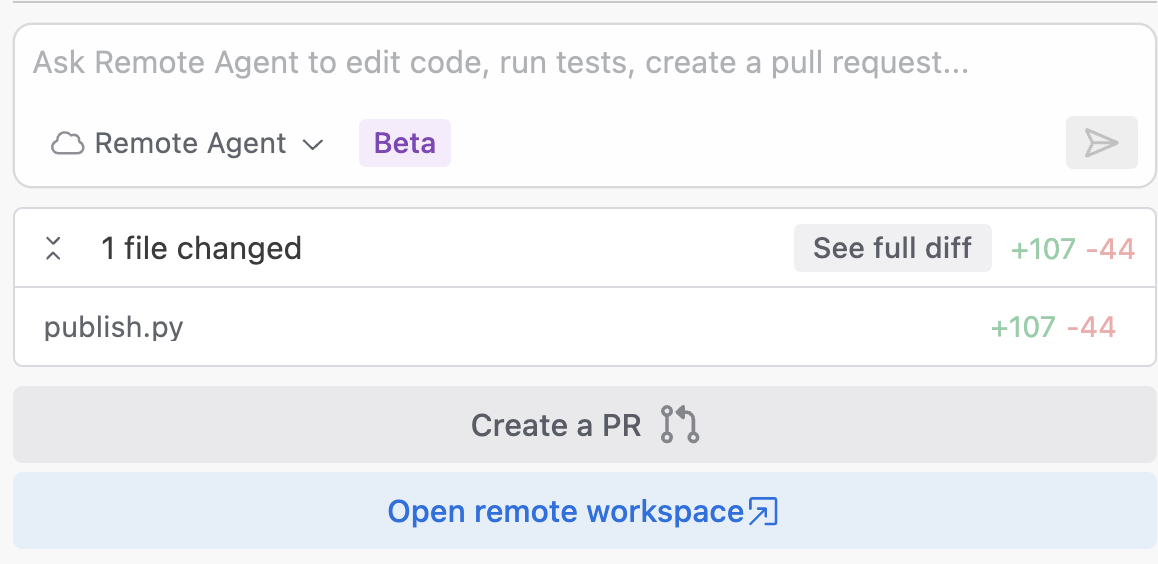 Ask Remote Agent to edit code, run tests, create a pull request...
Remote Agent Beta
1 file changed See full diff +107 -44
publish.py +107 -44
Create a PR
Open remote workspace